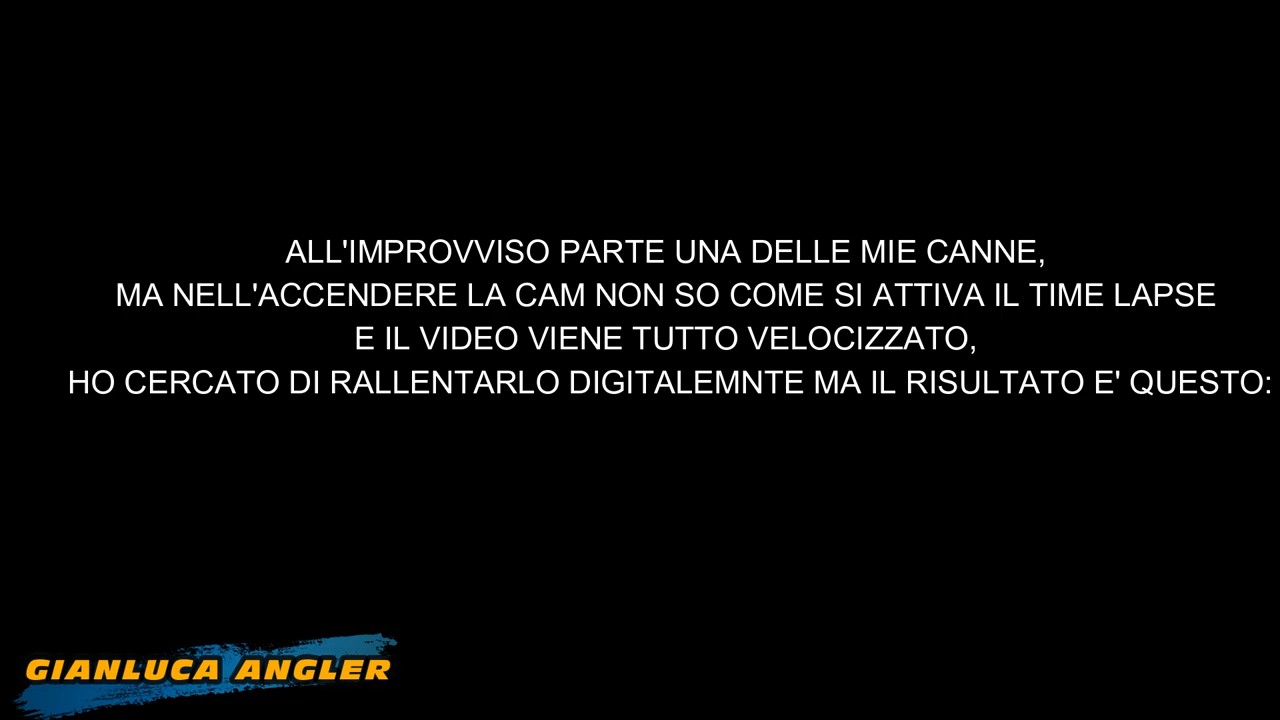 ALL'IMPROVVISO PARTE UNA DELLE MIE CANNE,
MA NELL'ACCENDERE LA CAM NON SO COME SI ATTIVA IL TIME LAPSE
E IL VIDEO VIENE TUTTO VELOCIZZATO,
HO CERCATO DI RALLENTARLO DIGITALEMNTE MA IL RISULTATO E' QUESTO:
GIANLUCA ANGLER